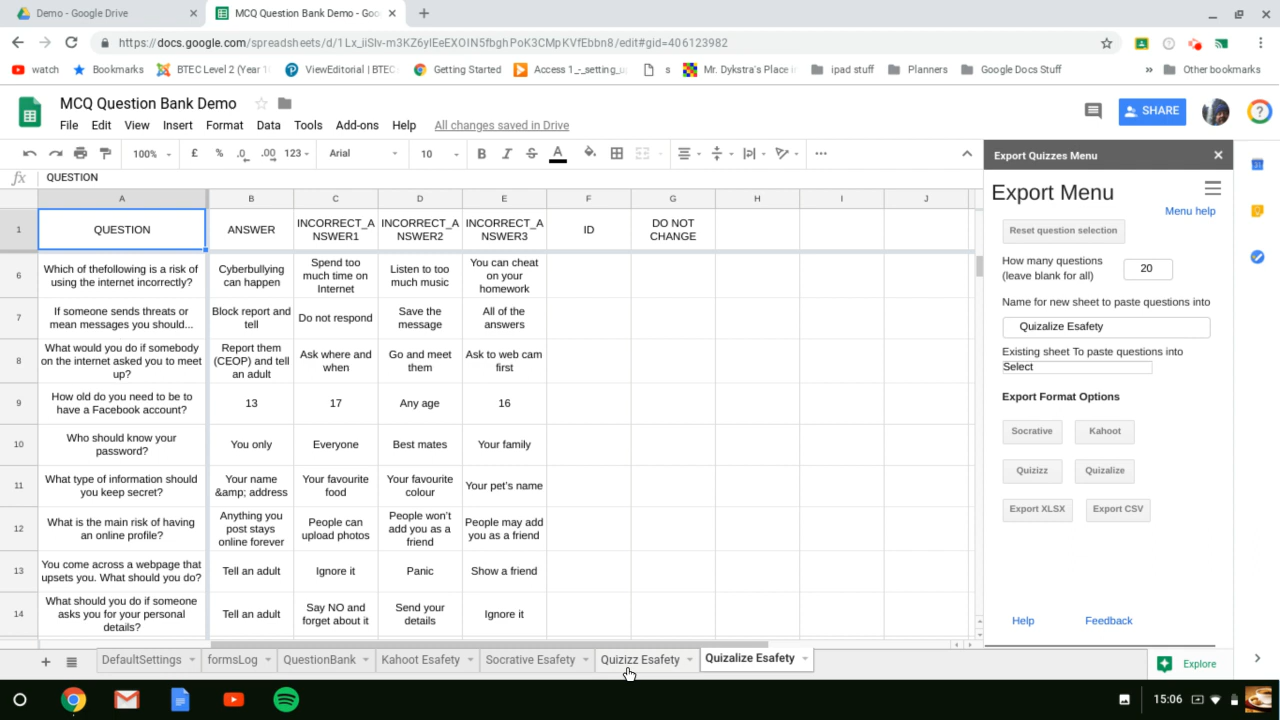 Demo - Google Drive
MCQ Question Bank Demo - Goo
https://docs.google.com/spreadsheets/d/1Lx_iiSlv-m3KZ6ylEeEXOIN5fbghPoK3CMpKVfEbbn8/edit#gid=406123982
watch Bookmarks BTEC Level 2 (Year 1 ViewEditorial | BTEC Getting Started Access 1_-_setting_u s Mr. Dykstra's Place in ipad stuff Planners Google Docs Stuff » Other bookmarks
MCQ Question Bank Demo
SHARE
File Edit View Insert Format Data Tools Add-ons Help All changes saved in Drive
100% £ % .0 .00 123 Arial 10 B I S A
Export Quizzes Menu
fx QUESTION
A B C D E F G H I J
1 QUESTION ANSWER INCORRECT_A NSWER1 INCORRECT_A NSWER2 INCORRECT_A NSWER3 ID DO NOT CHANGE
6 Which of thefollowing is a risk of using the internet incorrectly? Cyberbullying can happen Spend too much time on Internet Listen to too much music You can cheat on your homework
7 If someone sends threats or mean messages you should... Block report and tell Do not respond Save the message All of the answers
8 What would you do if somebody on the internet asked you to meet up? Report them (CEOP) and tell an adult Ask where and when Go and meet them Ask to web cam first
9 How old do you need to be to have a Facebook account? 13 17 Any age 16
10 Who should know your password? You only Everyone Best mates Your family
11 What type of information should you keep secret? Your name &amp; address Your favourite food Your favourite colour Your pet's name
12 What is the main risk of having an online profile? Anything you post stays online forever People can upload photos People won't add you as a friend People may add you as a friend
13 You come across a webpage that upsets you. What should you do? Tell an adult Ignore it Panic Show a friend
14 What should you do if someone asks you for your personal details? Tell an adult Say NO and forget about it Send your details Ignore it
Export Menu
Menu help
Reset question selection
How many questions
(leave blank for all)
20
Name for new sheet to paste questions into
Quizalize Esafety
Existing sheet To paste questions into
Select
Export Format Options
Socrative Kahoot
Quizizz Quizalize
Export XLSX Export CSV
Help Feedback
DefaultSettings formsLog QuestionBank Kahoot Esafety Socrative Esafety Quizizz Esafety Quizalize Esafety
Explore
15:06